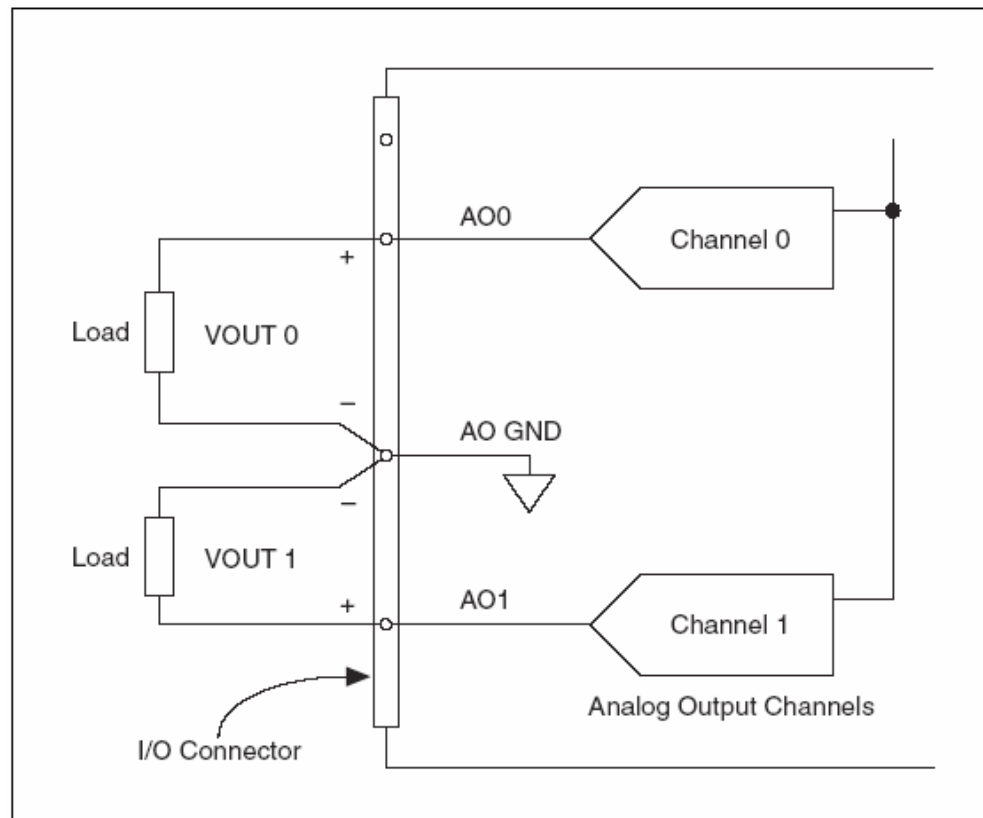 AO0
Channel 0
+
Load
VOUT 0
–
AO GND
–
Load
VOUT 1
+
AO1
Channel 1
Analog Output Channels
I/O Connector